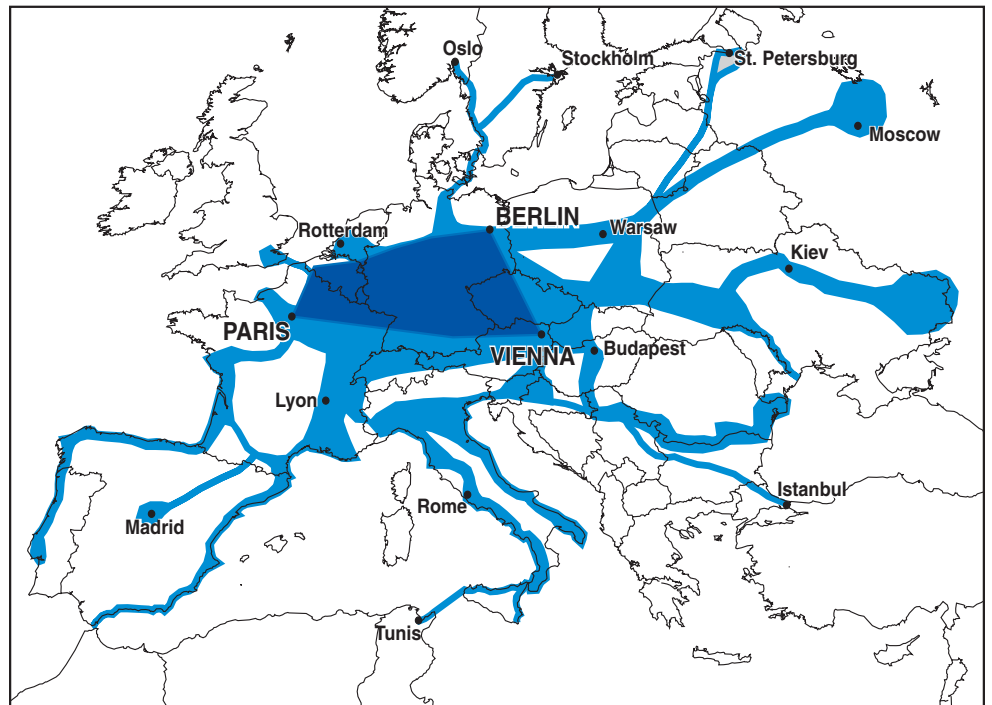 Oslo
Stockholm
St. Petersburg
Moscow
BERLIN
Rotterdam
Warsaw
Kiev
PARIS
VIENNA
Budapest
Lyon
Istanbul
Rome
Madrid
Tunis